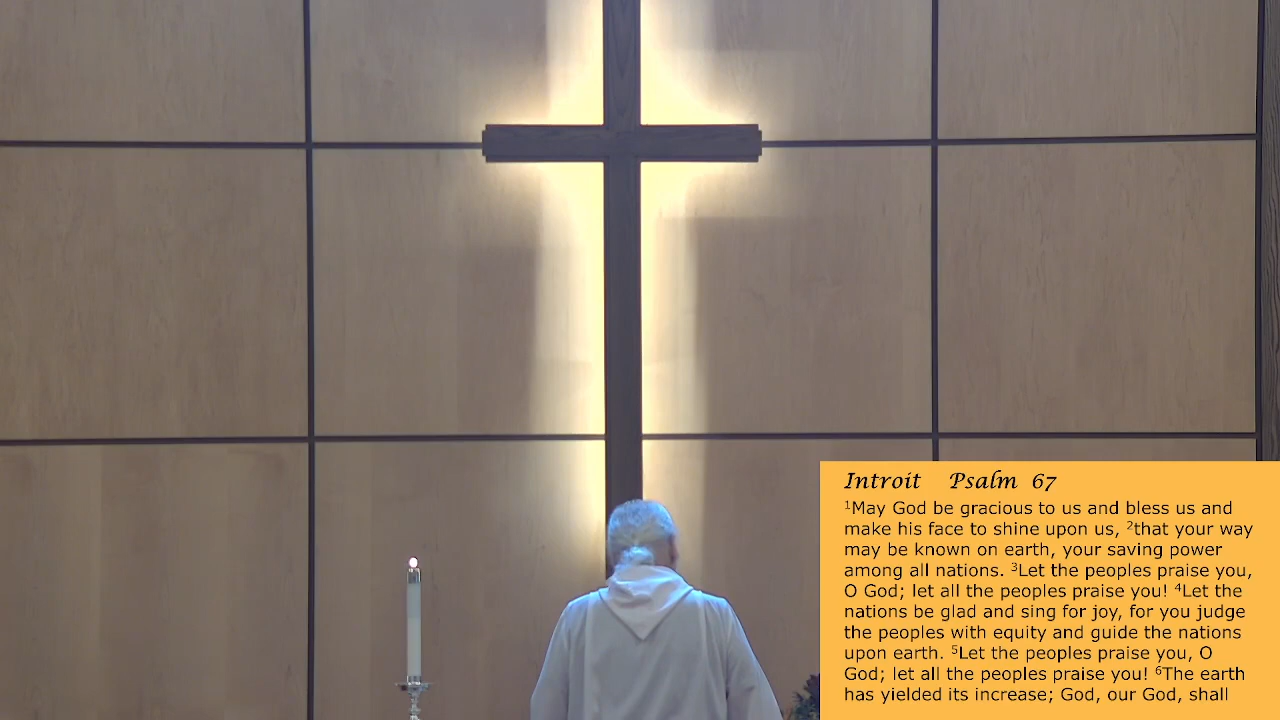 Introit Psalm 67
¹May God be gracious to us and bless us and
make his face to shine upon us, ²that your way
may be known on earth, your saving power
among all nations. ³Let the peoples praise you,
O God; let all the peoples praise you! ⁴Let the
nations be glad and sing for joy, for you judge
the peoples with equity and guide the nations
upon earth. ⁵Let the peoples praise you, O
God; let all the peoples praise you! ⁶The earth
has yielded its increase; God, our God, shall